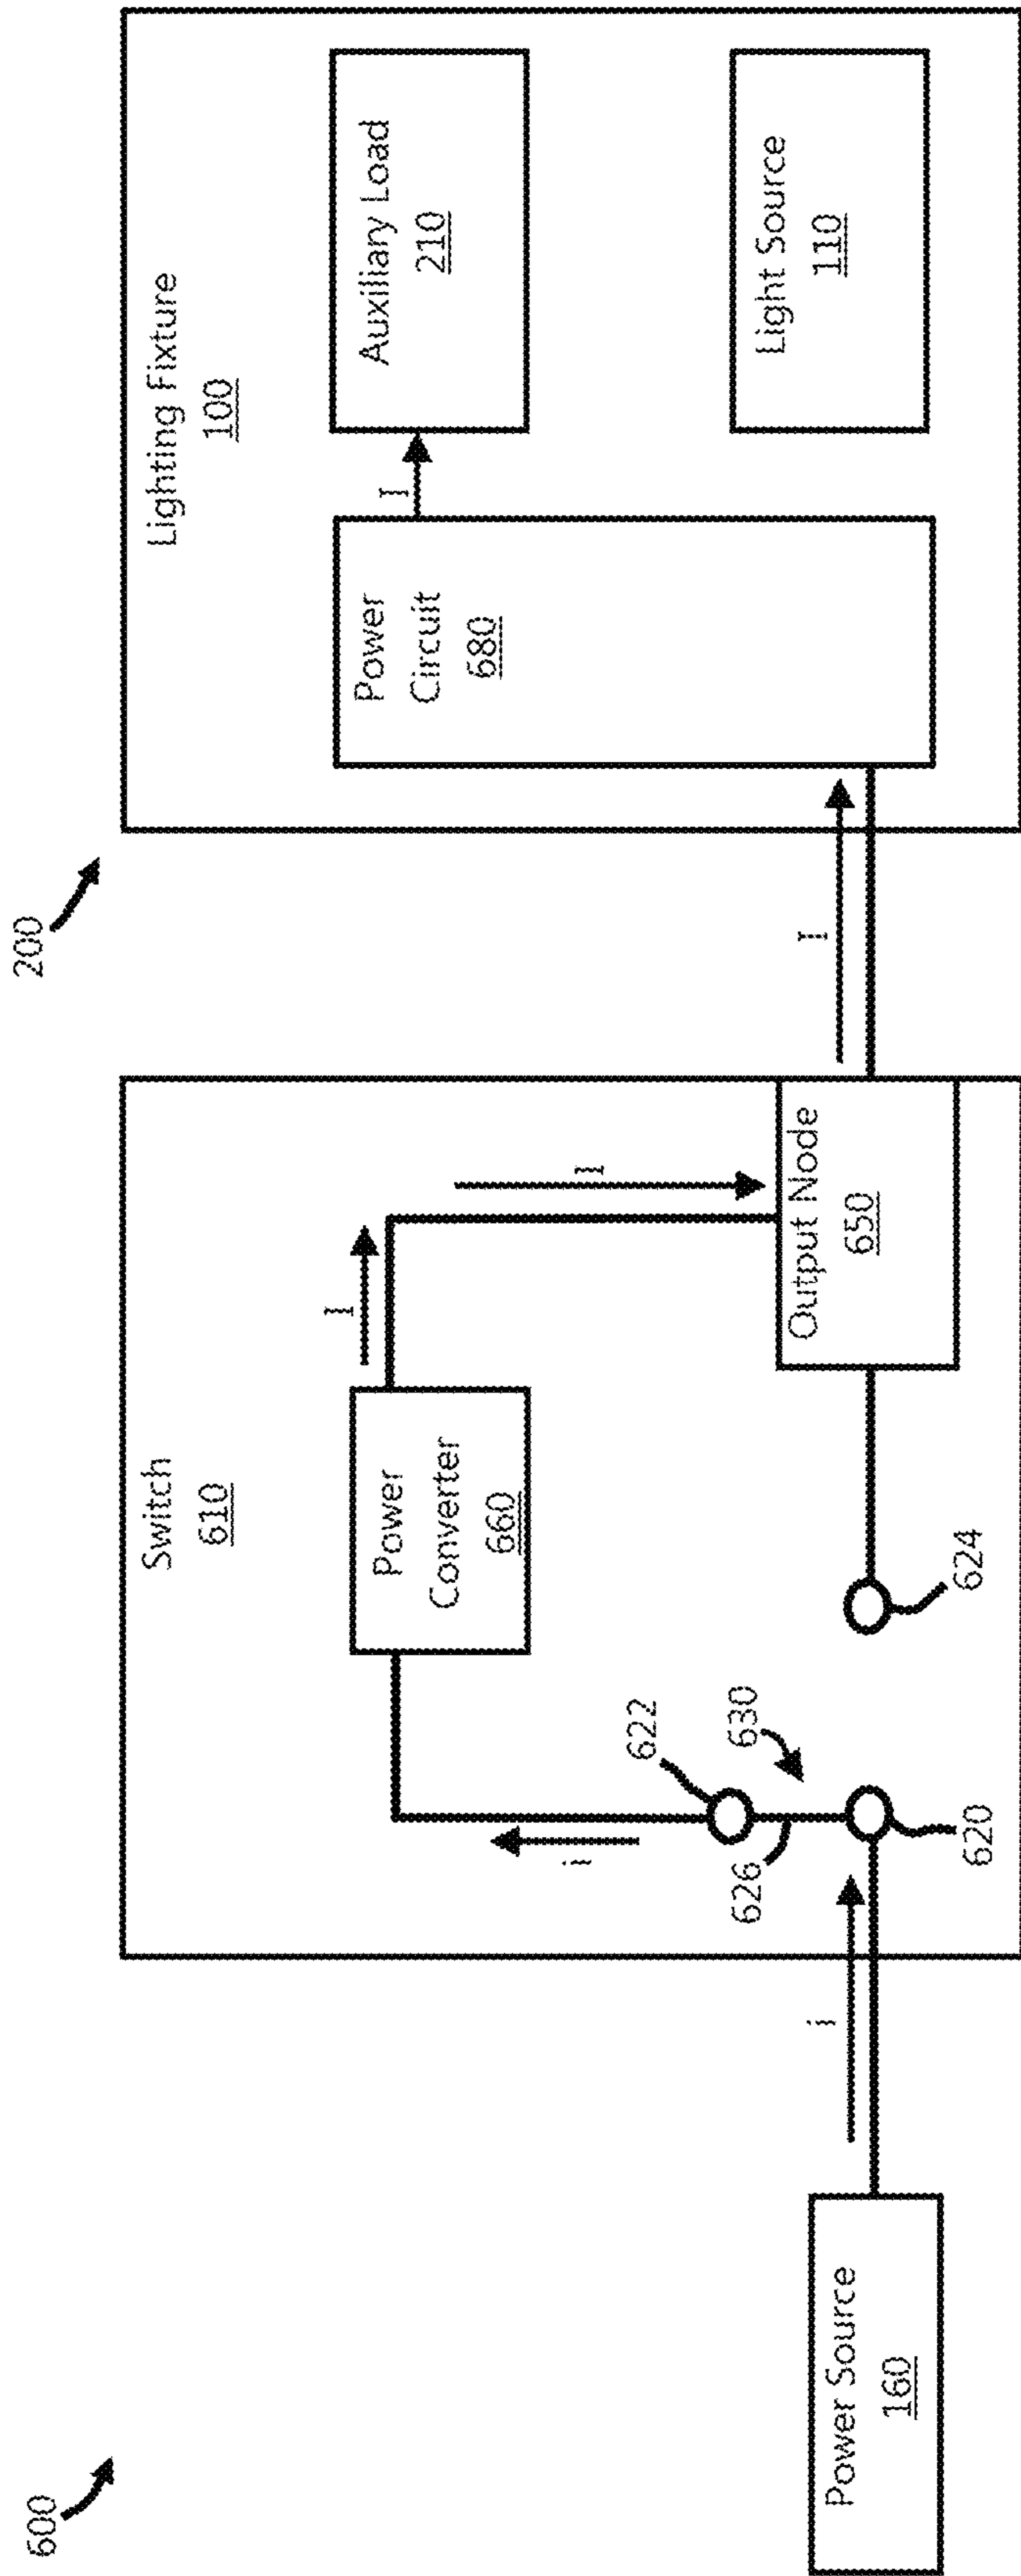 600
200
Power Source
160
i
Switch
610
i
626
622
630
620
624
Power
Converter
660
I
I
Output Node
650
I
Lighting Fixture
100
Power
Circuit
680
I
Auxiliary Load
210
Light Source
110